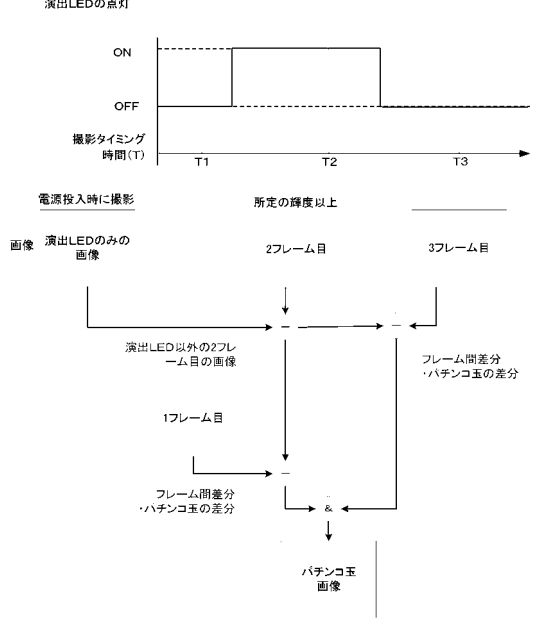 演出LEDの点灯
ON
OFF
撮影タイミング
時間(T)
T1
T2
T3
電源投入時に撮影
所定の輝度以上
画像
演出LEDのみの
画像
2フレーム目
3フレーム目
演出LED以外の2フレ
ーム目の画像
フレーム間差分
・パチンコ玉の差分
1フレーム目
フレーム間差分
・パチンコ玉の差分
&
パチンコ玉
画像